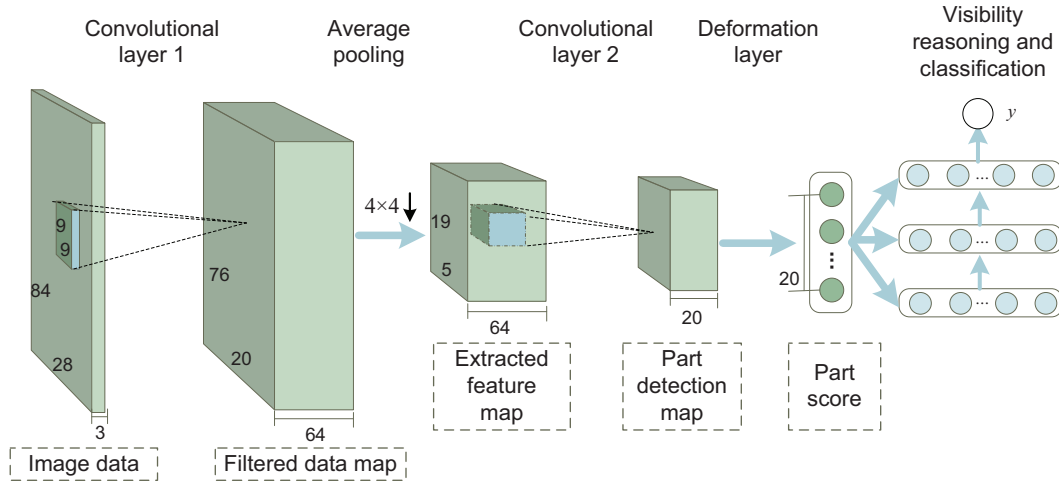 Convolutional
layer 1
Average
pooling
Convolutional
layer 2
Deformation
layer
Visibility
reasoning and
classification
y
9
9
84
28
3
Image data
76
20
64
Filtered data map
4×4
19
5
64
Extracted
feature
map
20
Part
detection
map
20
...
Part
score
...
...
...